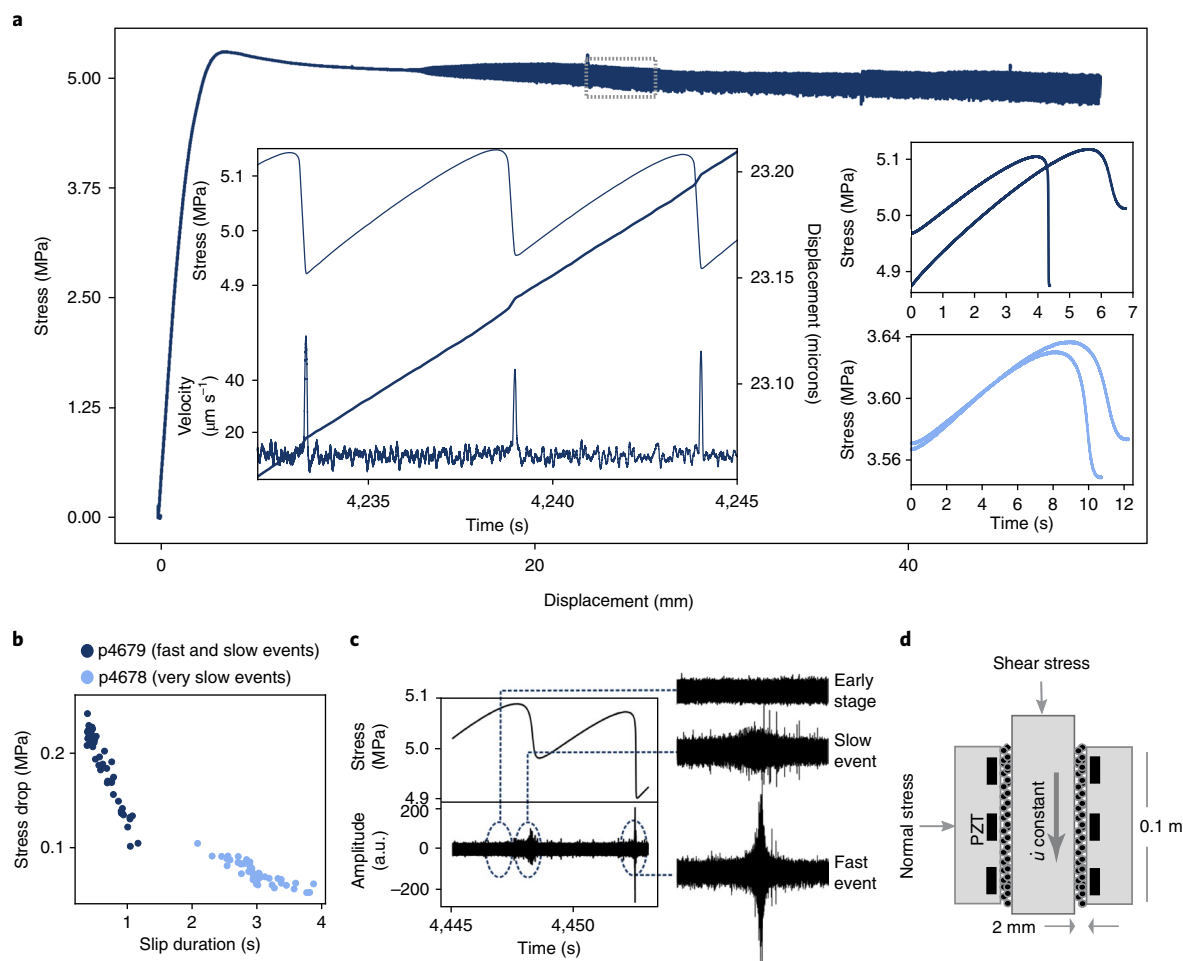 a
5.00
3.75
2.50
1.25
0.00
Stress (MPa)
0
20
40
Displacement (mm)
5.1
5.0
4.9
Stress (MPa)
40
20
Velocity
(μm s⁻¹)
23.20
23.15
23.10
Displacement (microns)
4,235
4,240
4,245
Time (s)
5.1
5.0
4.9
Stress (MPa)
0
1
2
3
4
5
6
7
3.64
3.60
3.56
Stress (MPa)
0
2
4
6
8
10
12
Time (s)
b
p4679 (fast and slow events)
p4678 (very slow events)
0.2
0.1
Stress drop (MPa)
1
2
3
4
Slip duration (s)
c
5.1
5.0
4.9
Stress
(MPa)
200
0
−200
Amplitude
(a.u.)
4,445
4,450
Time (s)
Early
stage
Slow
event
Fast
event
d
Shear stress
Normal stress
PZT
u̇ constant
0.1 m
2 mm